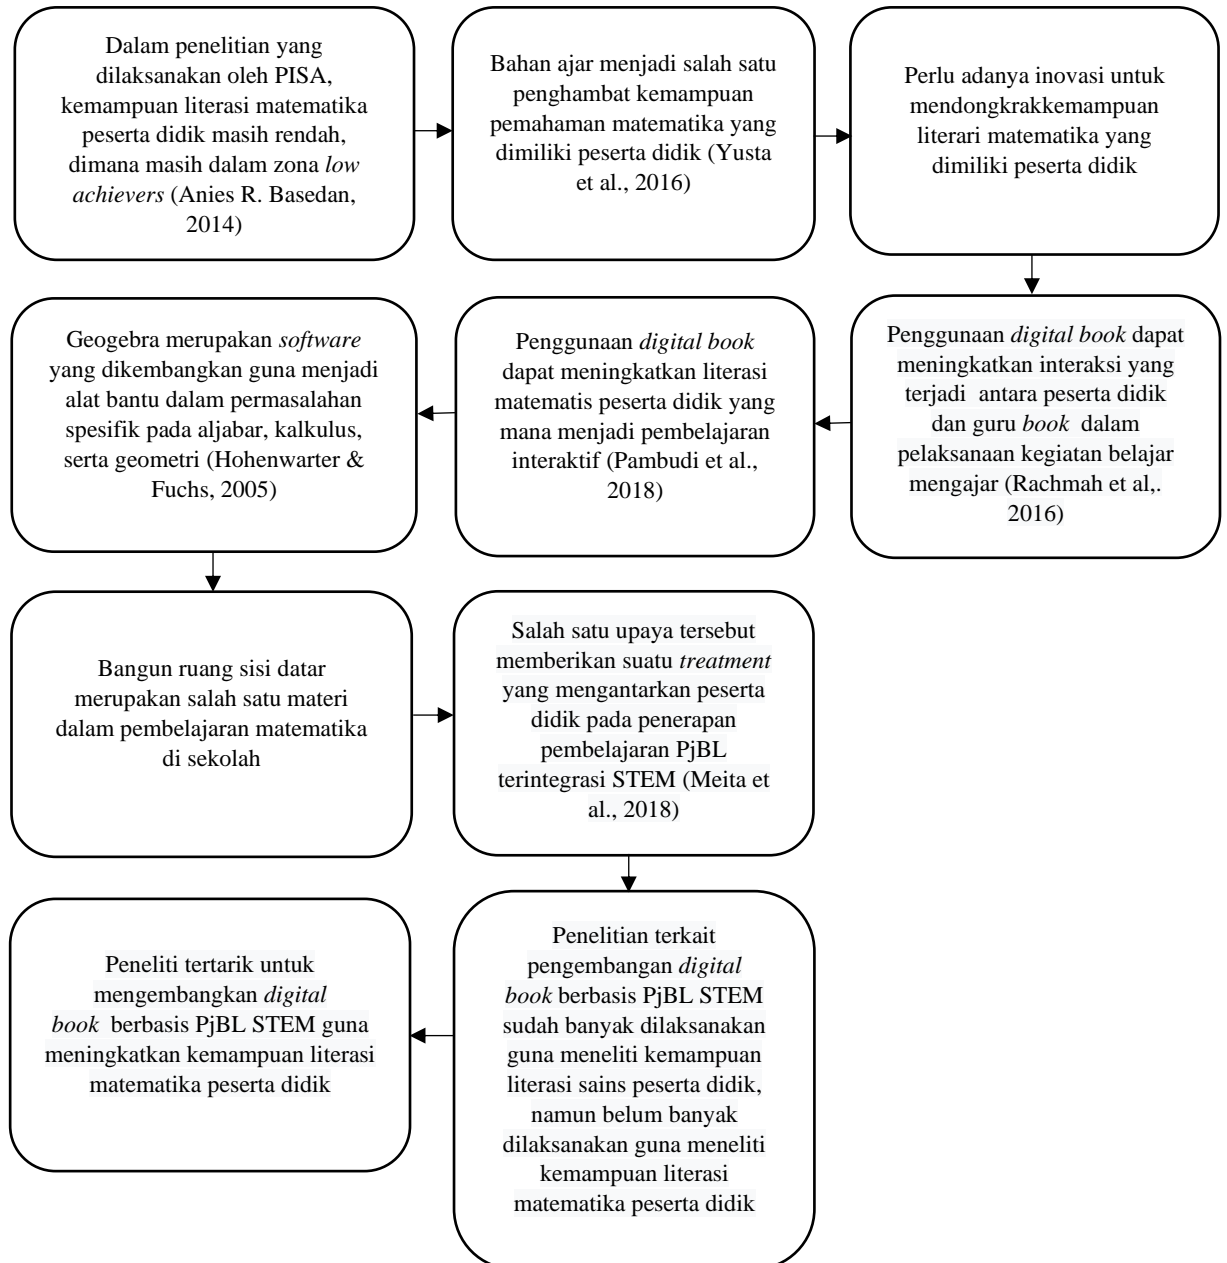 Dalam penelitian yang
dilaksanakan oleh PISA,
kemampuan literasi matematika
peserta didik masih rendah,
dimana masih dalam zona low
achievers (Anies R. Basedan,
2014)
Bahan ajar menjadi salah satu
penghambat kemampuan
pemahaman matematika yang
dimiliki peserta didik (Yusta
et al., 2016)
Perlu adanya inovasi untuk
mendongkrakkemampuan
literari matematika yang
dimiliki peserta didik
Penggunaan digital book dapat
meningkatkan interaksi yang
terjadi antara peserta didik
dan guru book dalam
pelaksanaan kegiatan belajar
mengajar (Rachmah et al,.
2016)
Penggunaan digital book
dapat meningkatkan literasi
matematis peserta didik yang
mana menjadi pembelajaran
interaktif (Pambudi et al.,
2018)
Geogebra merupakan software
yang dikembangkan guna menjadi
alat bantu dalam permasalahan
spesifik pada aljabar, kalkulus,
serta geometri (Hohenwarter &
Fuchs, 2005)
Bangun ruang sisi datar
merupakan salah satu materi
dalam pembelajaran matematika
di sekolah
Salah satu upaya tersebut
memberikan suatu treatment
yang mengantarkan peserta
didik pada penerapan
pembelajaran PjBL
terintegrasi STEM (Meita et
al., 2018)
Penelitian terkait
pengembangan digital
book berbasis PjBL STEM
sudah banyak dilaksanakan
guna meneliti kemampuan
literasi sains peserta didik,
namun belum banyak
dilaksanakan guna meneliti
kemampuan literasi
matematika peserta didik
Peneliti tertarik untuk
mengembangkan digital
book berbasis PjBL STEM guna
meningkatkan kemampuan literasi
matematika peserta didik